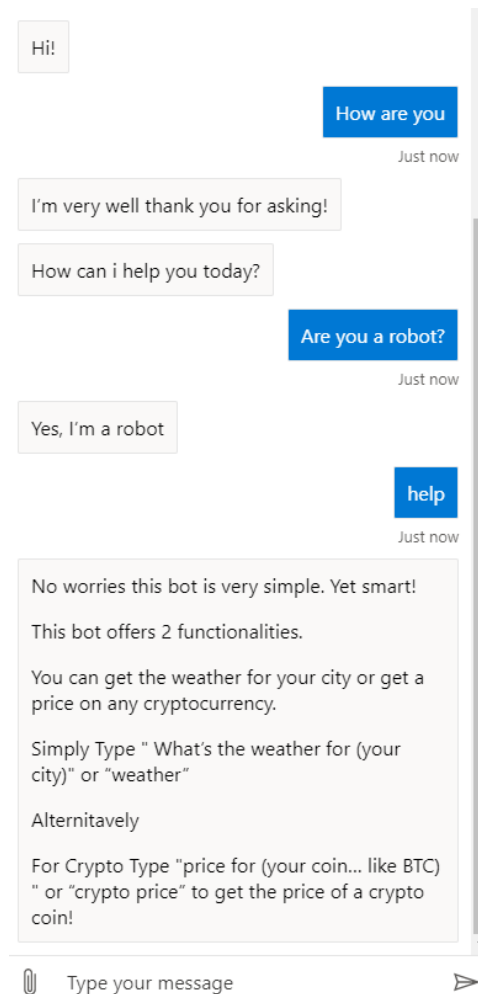 Hi!
How are you
Just now
I’m very well thank you for asking!
How can i help you today?
Are you a robot?
Just now
Yes, I’m a robot
help
Just now
No worries this bot is very simple. Yet smart!
This bot offers 2 functionalities.
You can get the weather for your city or get a
price on any cryptocurrency.
Simply Type " What’s the weather for (your
city)" or “weather”
Alternitavely
For Crypto Type "price for (your coin... like BTC)
" or “crypto price” to get the price of a crypto
coin!
Type your message